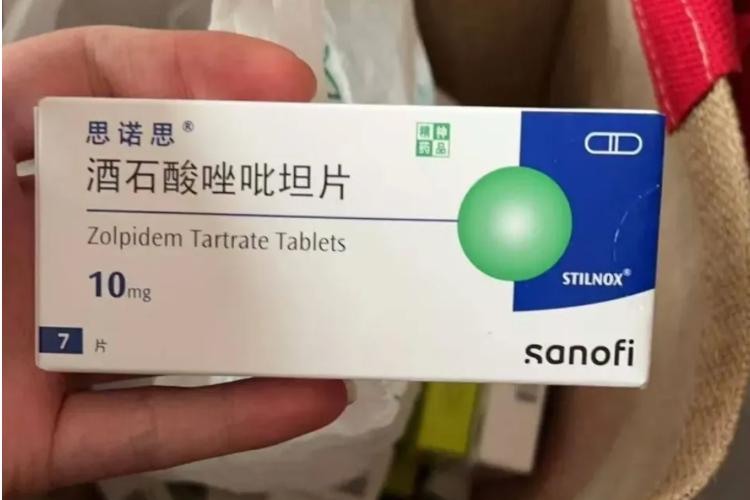 思诺思®
精神
药品
酒石酸唑吡坦片
Zolpidem Tartrate Tablets
10mg
STILNOX®
7 片
sanofi